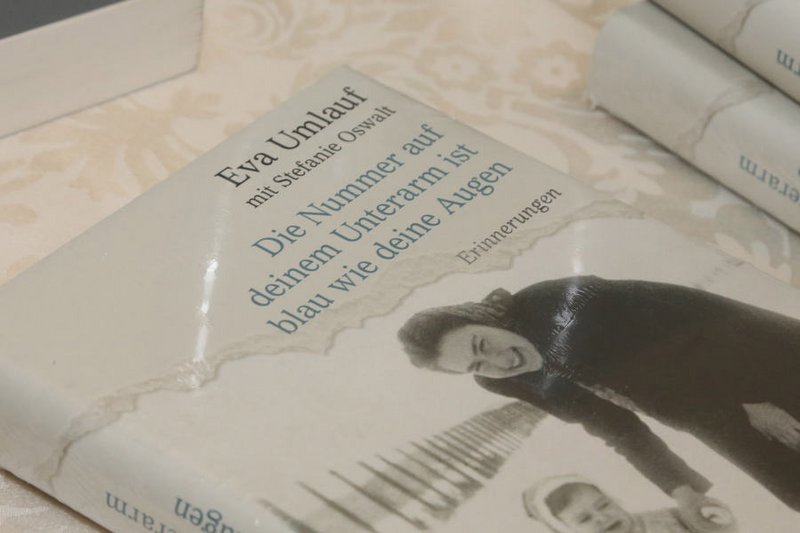 Eva Umlauf
mit Stefanie Oswalt
Die Nummer auf
deinem Unterarm ist
blau wie deine Augen
Erinnerungen